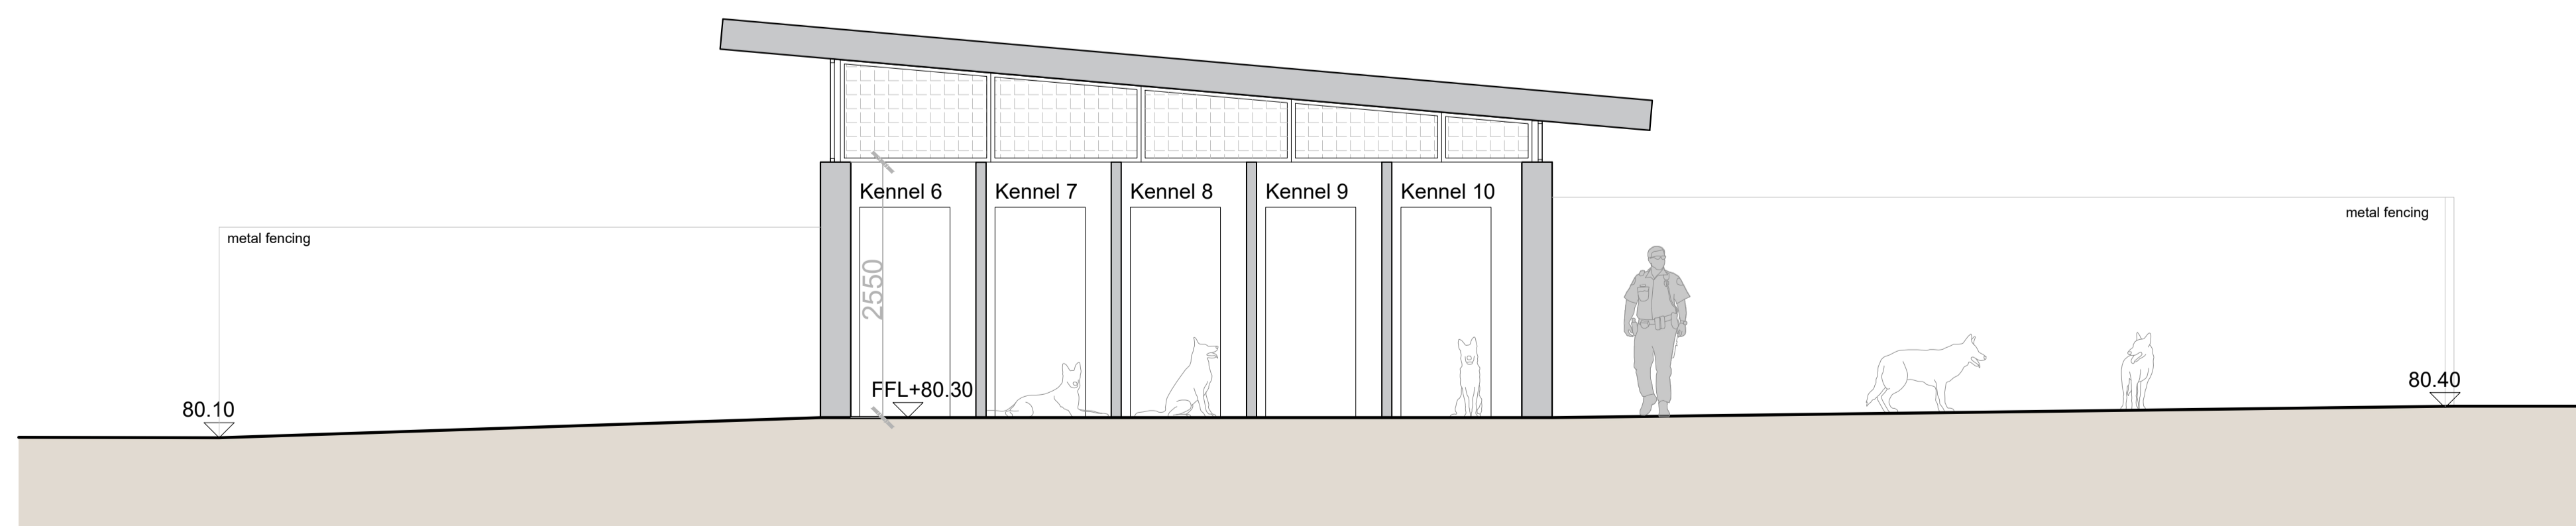 Kennel 6
Kennel 7
Kennel 8
Kennel 9
Kennel 10
metal fencing
metal fencing
2550
FFL+80.30
80.10
80.40